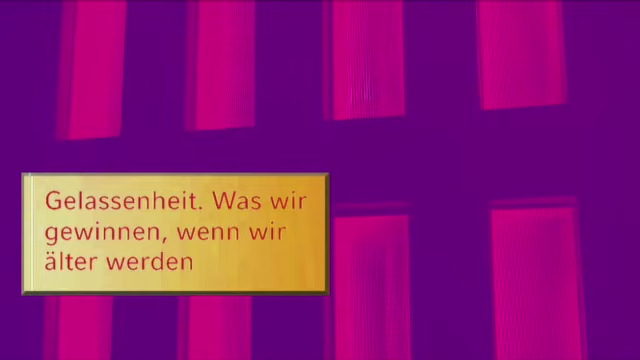 Gelassenheit. Was wir
gewinnen, wenn wir
älter werden